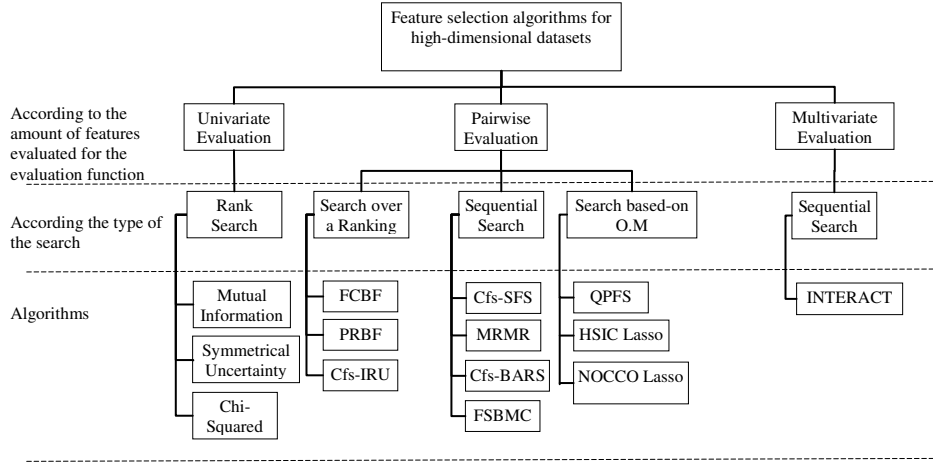 Feature selection algorithms for
high-dimensional datasets
According to the
amount of features
evaluated for the
evaluation function
Univariate
Evaluation
Pairwise
Evaluation
Multivariate
Evaluation
According the type of
the search
Rank
Search
Search over
a Ranking
Sequential
Search
Search based-on
O.M
Sequential
Search
Algorithms
Mutual
Information
Symmetrical
Uncertainty
Chi-
Squared
FCBF
PRBF
Cfs-IRU
Cfs-SFS
MRMR
Cfs-BARS
FSBMC
QPFS
HSIC Lasso
NOCCO Lasso
INTERACT